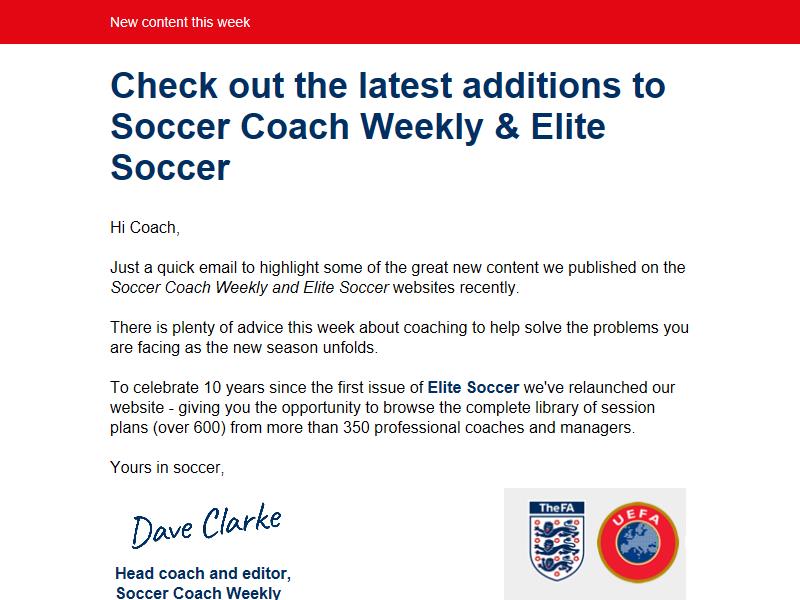 New content this week
Check out the latest additions to
Soccer Coach Weekly & Elite
Soccer
Hi Coach,
Just a quick email to highlight some of the great new content we published on the
Soccer Coach Weekly and Elite Soccer websites recently.
There is plenty of advice this week about coaching to help solve the problems you
are facing as the new season unfolds.
To celebrate 10 years since the first issue of Elite Soccer we've relaunched our
website - giving you the opportunity to browse the complete library of session
plans (over 600) from more than 350 professional coaches and managers.
Yours in soccer,
Dave Clarke
Head coach and editor,
Soccer Coach Weekly
TheFA
UEFA